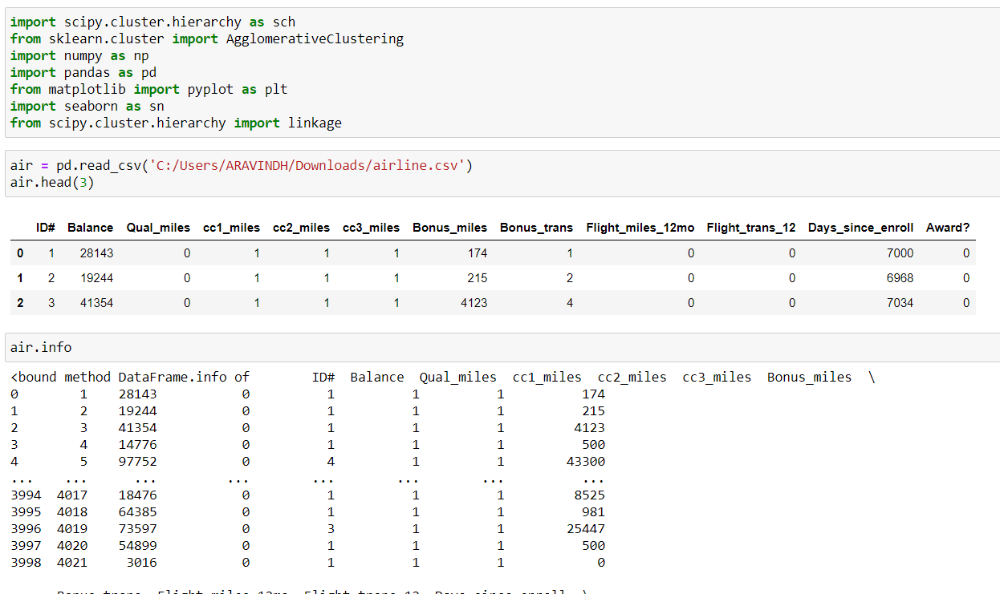 import scipy.cluster.hierarchy as sch
from sklearn.cluster import AgglomerativeClustering
import numpy as np
import pandas as pd
from matplotlib import pyplot as plt
import seaborn as sn
from scipy.cluster.hierarchy import linkage
air = pd.read_csv('C:/Users/ARAVINDH/Downloads/airline.csv')
air.head(3)
ID# Balance Qual_miles cc1_miles cc2_miles cc3_miles Bonus_miles Bonus_trans Flight_miles_12mo Flight_trans_12 Days_since_enroll Award?
0 1 28143 0 1 1 1 174 1 0 0 7000 0
1 2 19244 0 1 1 1 215 2 0 0 6968 0
2 3 41354 0 1 1 1 4123 4 0 0 7034 0
air.info
<bound method DataFrame.info of ID# Balance Qual_miles cc1_miles cc2_miles cc3_miles Bonus_miles \
0 1 28143 0 1 1 1 174
1 2 19244 0 1 1 1 215
2 3 41354 0 1 1 1 4123
3 4 14776 0 1 1 1 500
4 5 97752 0 4 1 1 43300
... ... ... ... ... ... ... ...
3994 4017 18476 0 1 1 1 8525
3995 4018 64385 0 1 1 1 981
3996 4019 73597 0 3 1 1 25447
3997 4020 54899 0 1 1 1 500
3998 4021 3016 0 1 1 1 0
Bonus_trans Flight_miles_12mo Flight_trans_12 Days_since_enroll \